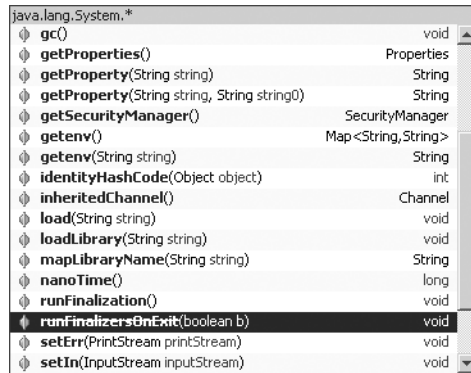 java.lang.System.*
gc() void
getProperties() Properties
getProperty(String string) String
getProperty(String string, String string0) String
getSecurityManager() SecurityManager
getenv() Map<String,String>
getenv(String string) String
identityHashCode(Object object) int
inheritedChannel() Channel
load(String string) void
loadLibrary(String string) void
mapLibraryName(String string) String
nanoTime() long
runFinalization() void
runFinalizersOnExit(boolean b) void
setErr(PrintStream printStream) void
setIn(InputStream inputStream) void